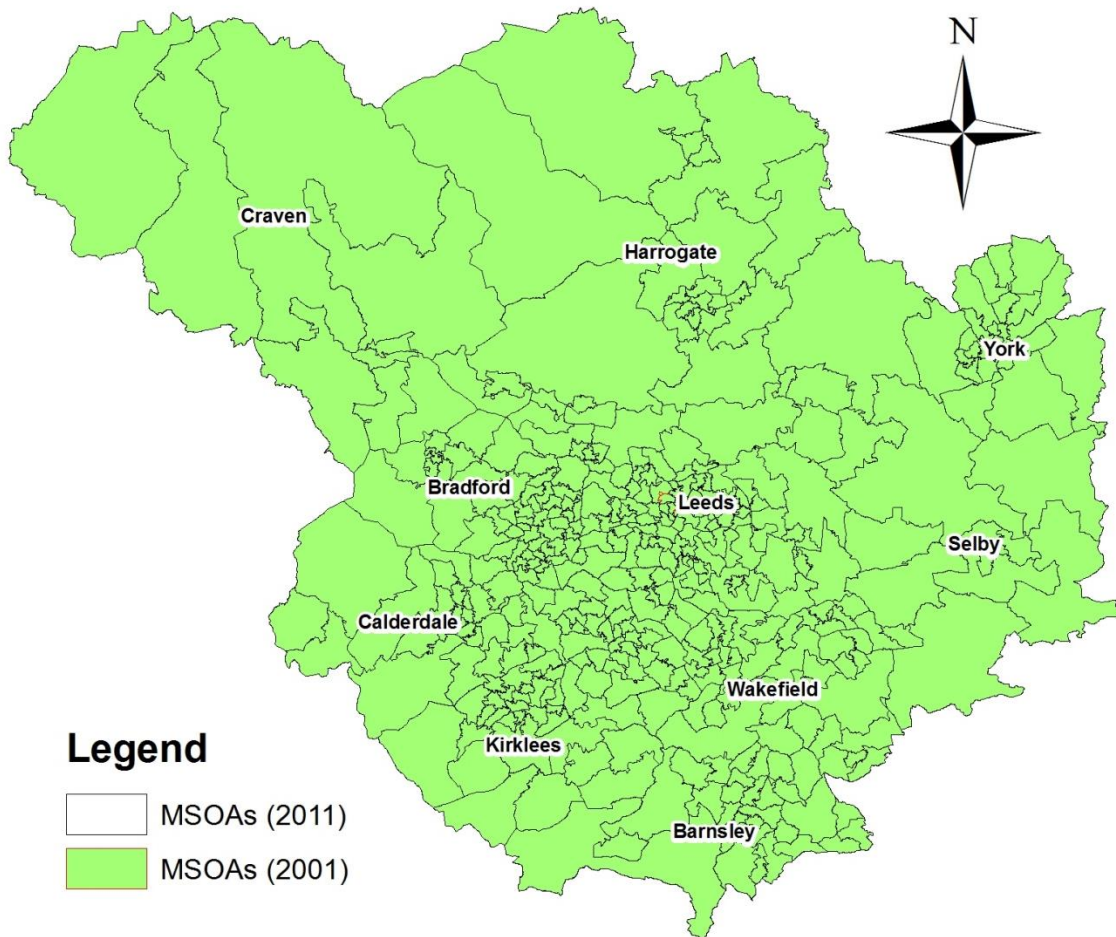 N
Craven
Harrogate
York
Bradford
Leeds
Selby
Calderdale
Wakefield
Kirklees
Legend
MSOAs (2011)
Barnsley
MSOAs (2001)